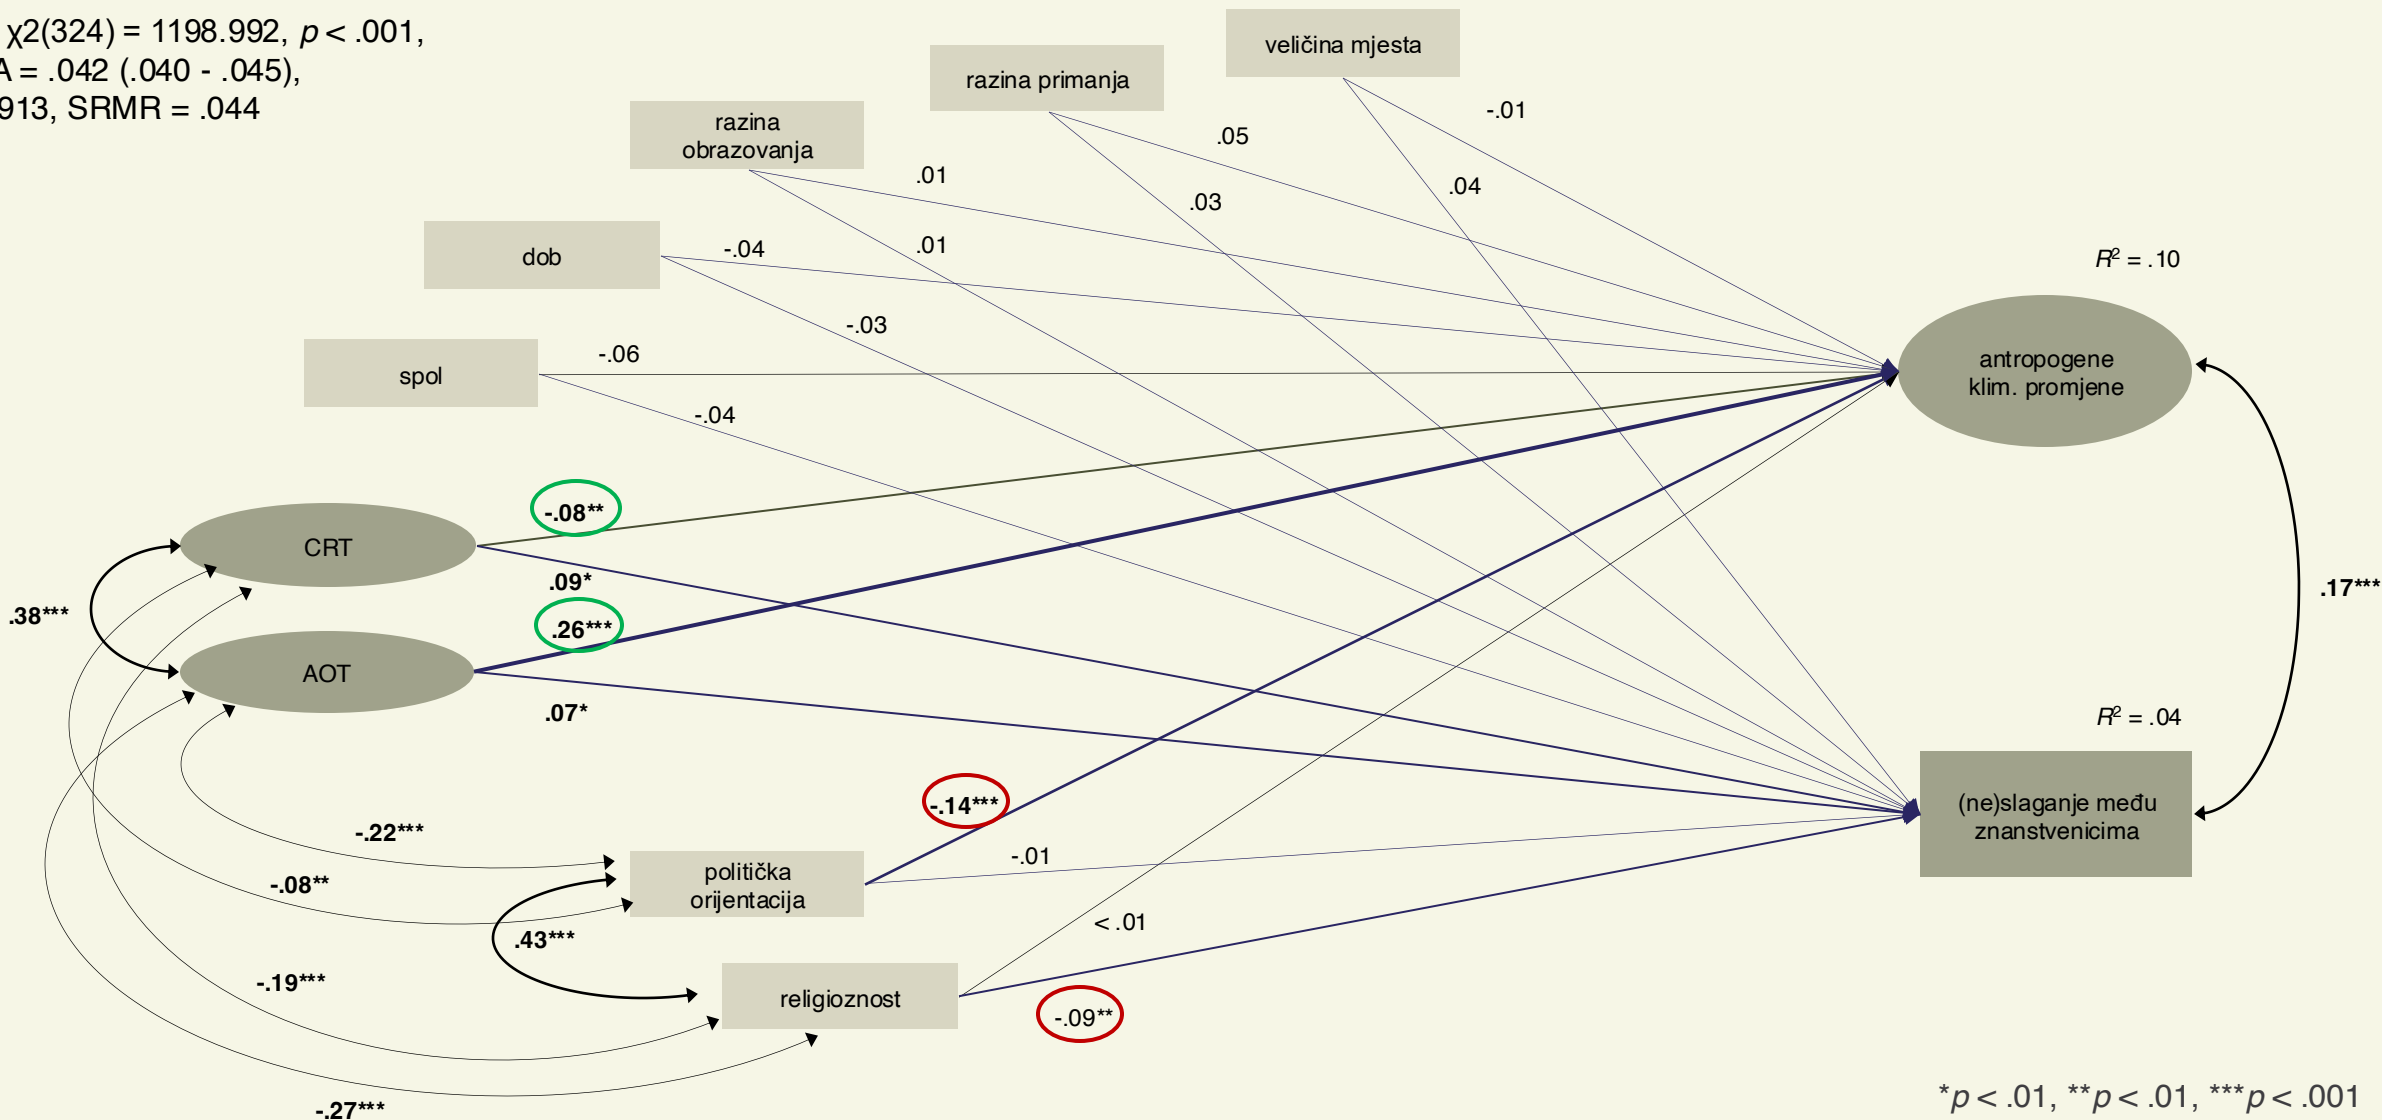 χ2(324) = 1198.992, p < .001,
= .042 (.040 - .045),
913, SRMR = .044
veličina mjesta
razina primanja
razina
obrazovanja
dob
spol
-.01
.05
.04
.03
.01
.01
-.04
-.03
-.06
-.04
R² = .10
antropogene
klim. promjene
CRT
-.08**
.09*
.26***
.38***
AOT
.07*
.17***
R² = .04
(ne)slaganje među
znanstvenicima
-.14***
-.01
-.22***
politička
orijentacija
-.08**
.43***
< .01
-.19***
religioznost
-.09**
-.27***
*p < .01, **p < .01, ***p < .001